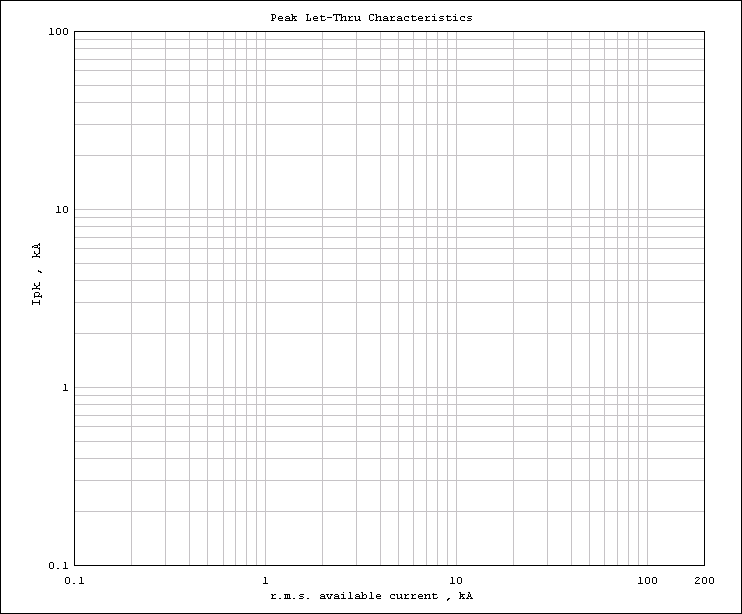 Peak Let-Thru Characteristics
100
10
1
0.1
Ipk , kA
0.1 1 10 100 200
r.m.s. available current , kA